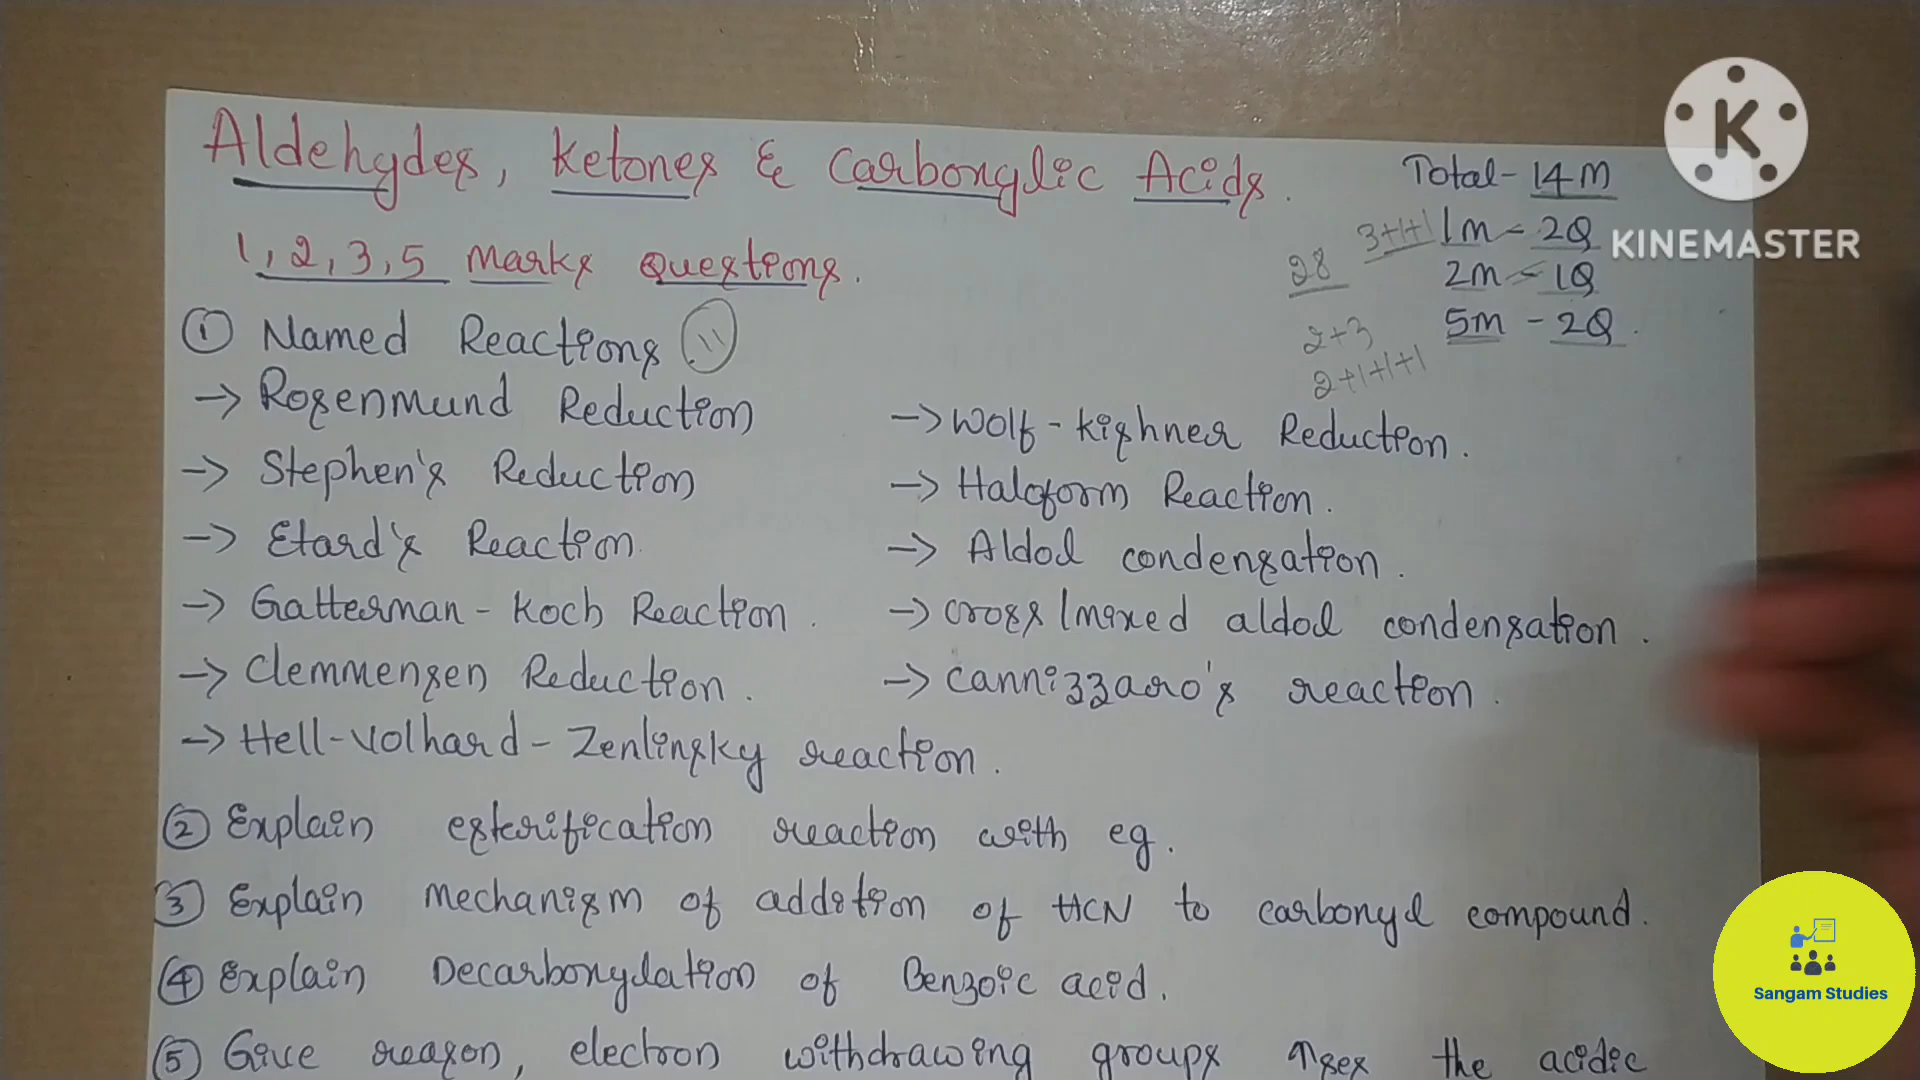 Aldehydes, Ketones & Carboxylic Acids.
Total - 14M
1, 2, 3, 5 Marks Questions.
3+1+1
1m - 2Q
28
2m - 1Q
2+3
5m - 2Q.
2+1+1+1
① Named Reactions 11
→ Rosenmund Reduction
→ Wolf - Kishner Reduction.
→ Stephen's Reduction
→ Haloform Reaction.
→ Etard's Reaction
→ Aldol condensation.
→ Gatterman - Koch Reaction.
→ cross/mixed aldol condensation.
→ Clemmensen Reduction.
→ cannizzaro's reaction.
→ Hell-Volhard-Zenlinsky reaction.
② Explain esterification reaction with eg.
③ Explain Mechanism of addition of HCN to carbonyl compound.
④ Explain Decarboxylation of Benzoic acid.
⑤ Give reason, electron withdrawing groups ↑ses the acidic
K
KINEMASTER
Sangam Studies